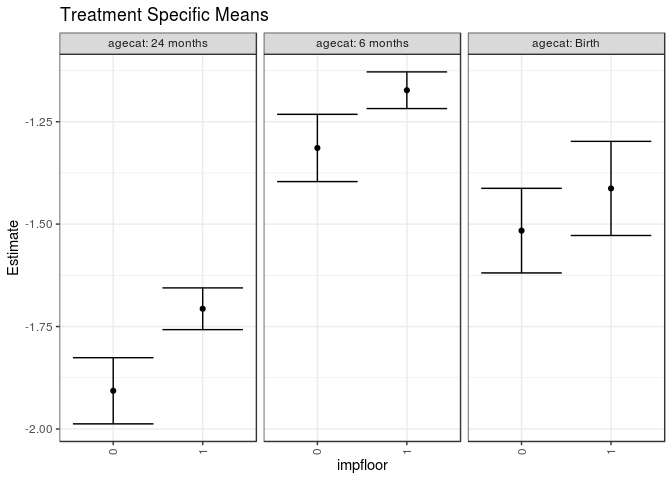 Treatment Specific Means
agecat: 24 months
agecat: 6 months
agecat: Birth
Estimate
-1.25
-1.50
-1.75
-2.00
0
1
0
1
0
1
impfloor